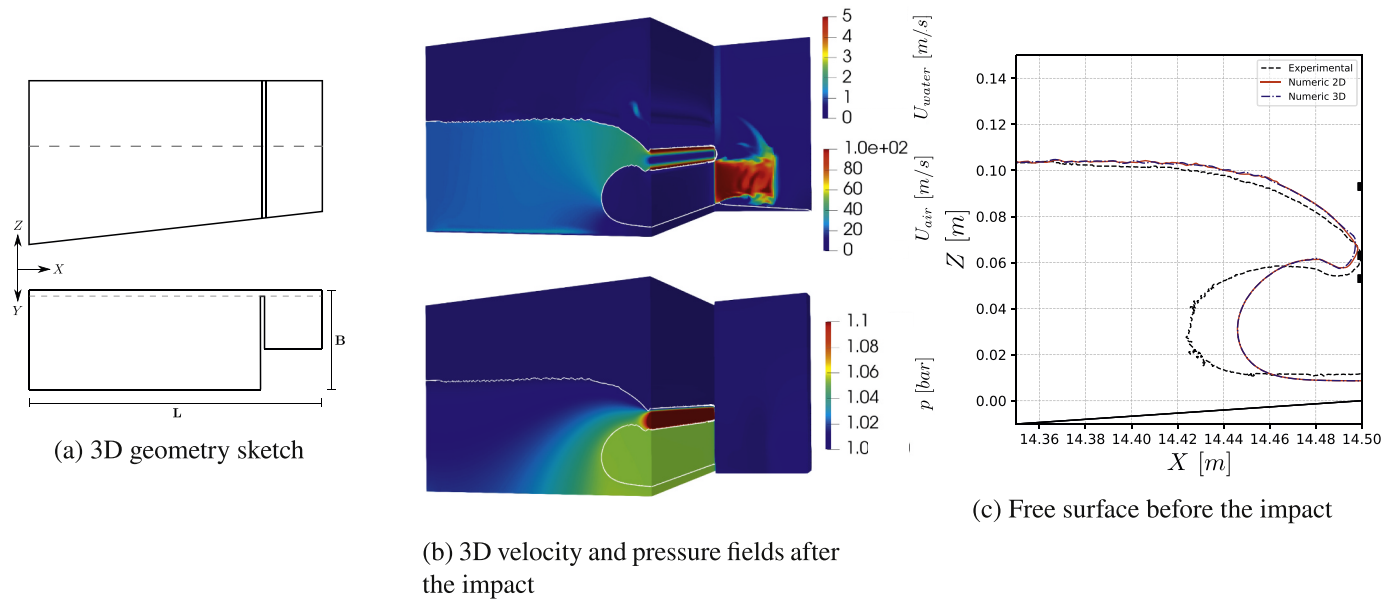 Z
X
Y
B
L
(a) 3D geometry sketch
5
4
3
2
1
0
U_water [m/s]
1.0e+02
80
60
40
20
0
U_air [m/s]
1.1
1.08
1.06
1.04
1.02
1.0
p [bar]
(b) 3D velocity and pressure fields after
the impact
Experimental
Numeric 2D
Numeric 3D
0.14
0.12
0.10
0.08
0.06
0.04
0.02
0.00
Z [m]
14.36 14.38 14.40 14.42 14.44 14.46 14.48 14.50
X [m]
(c) Free surface before the impact